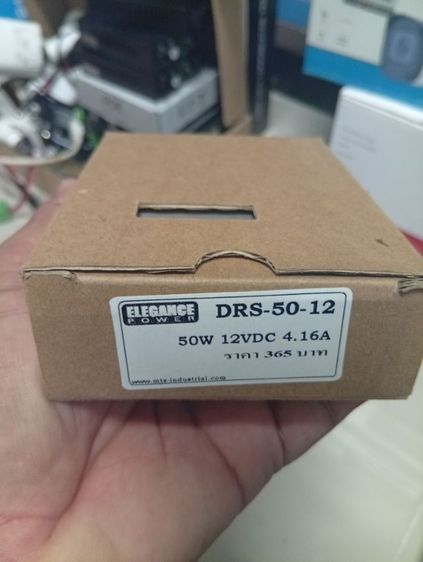 ELEGANCE
POWER
DRS-50-12
50W 12VDC 4.16A
ราคา 365 บาท
www.mts-industrial.com